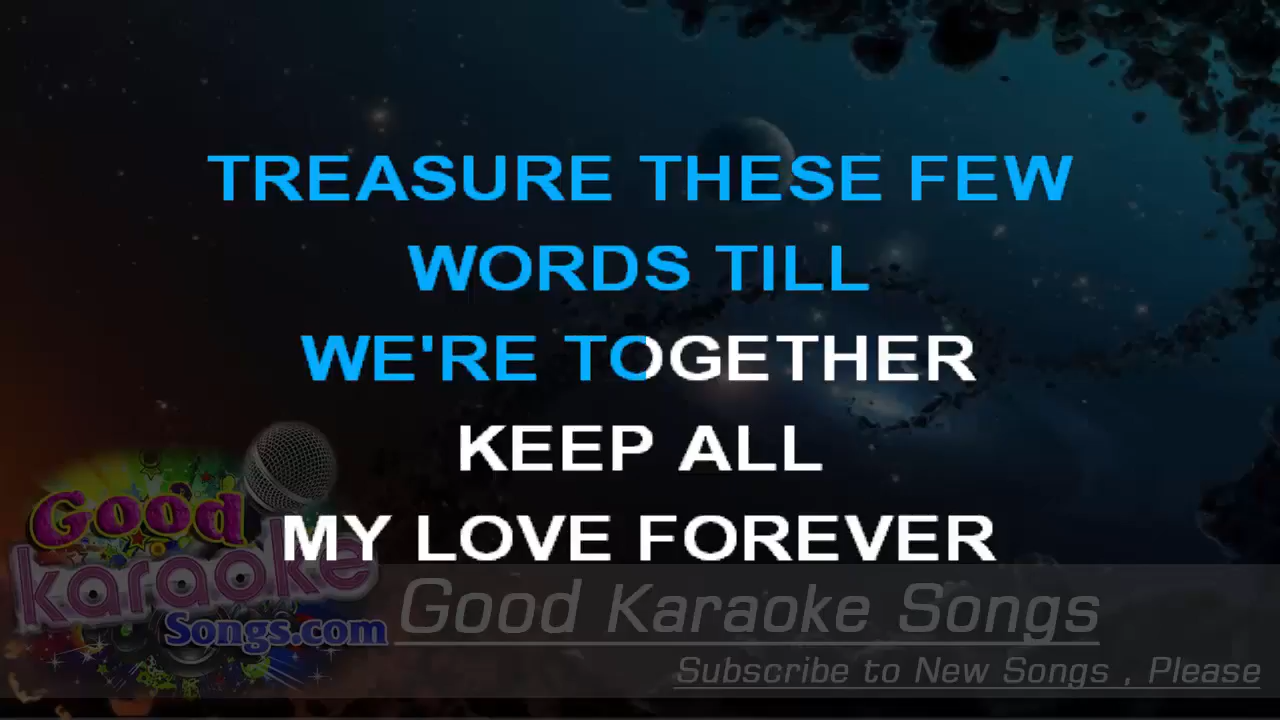 TREASURE THESE FEW
WORDS TILL
WE'RE TOGETHER
KEEP ALL
MY LOVE FOREVER
Good
karaoke
Songs.com
Good Karaoke Songs
Subscribe to New Songs , Please